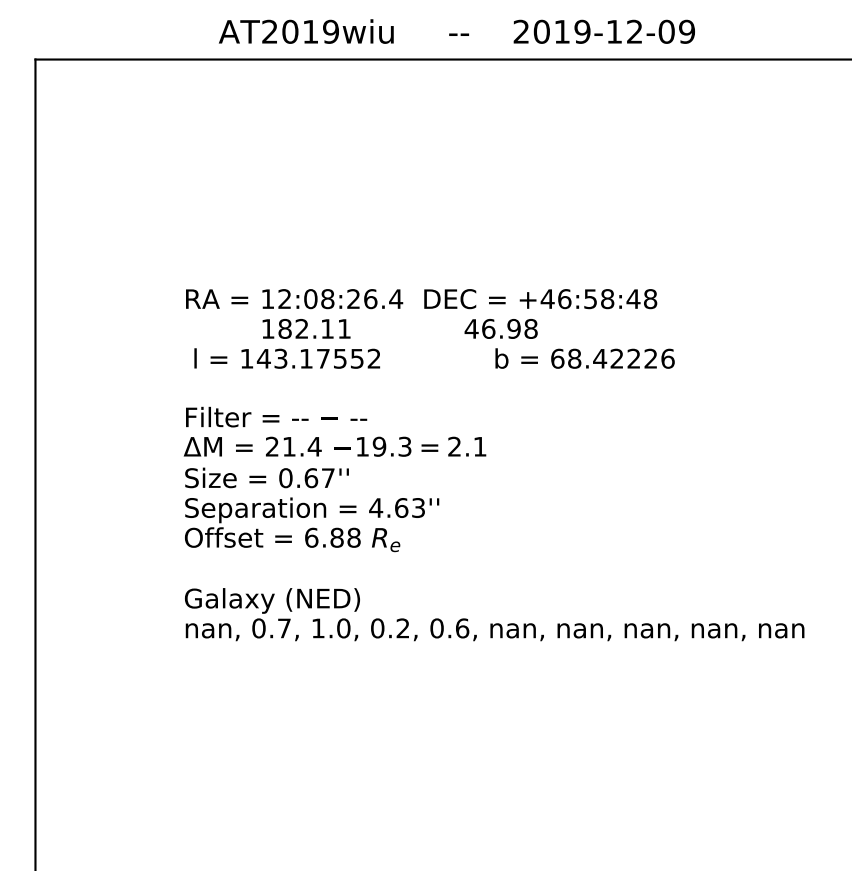 AT2019wiu -- 2019-12-09
RA = 12:08:26.4 DEC = +46:58:48
182.11 46.98
l = 143.17552 b = 68.42226
Filter = -- − --
ΔM = 21.4 −19.3 = 2.1
Size = 0.67''
Separation = 4.63''
Offset = 6.88 Re
Galaxy (NED)
nan, 0.7, 1.0, 0.2, 0.6, nan, nan, nan, nan, nan